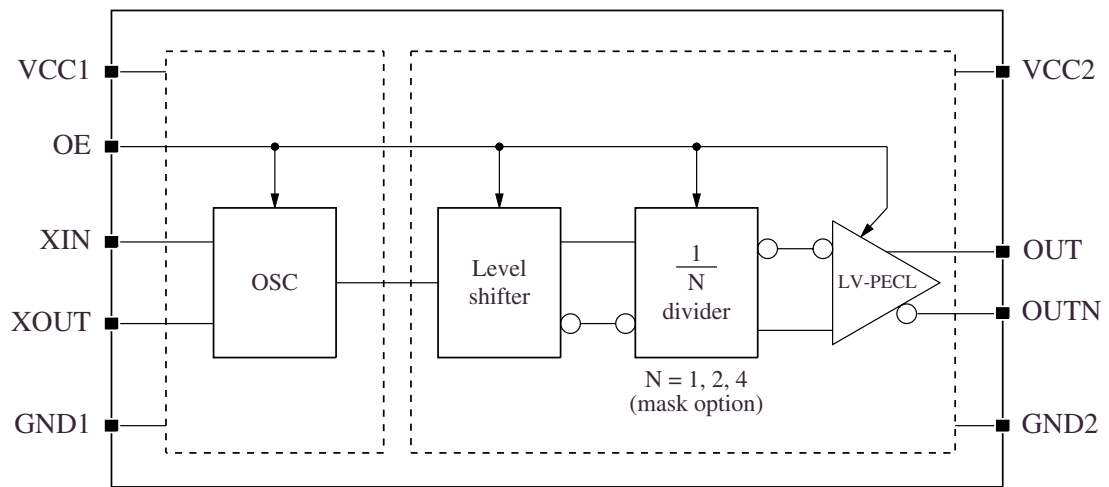 VCC1
VCC2
OE
XIN
XOUT
GND1
OSC
Level
shifter
1
N
divider
N = 1, 2, 4
(mask option)
LV-PECL
OUT
OUTN
GND2